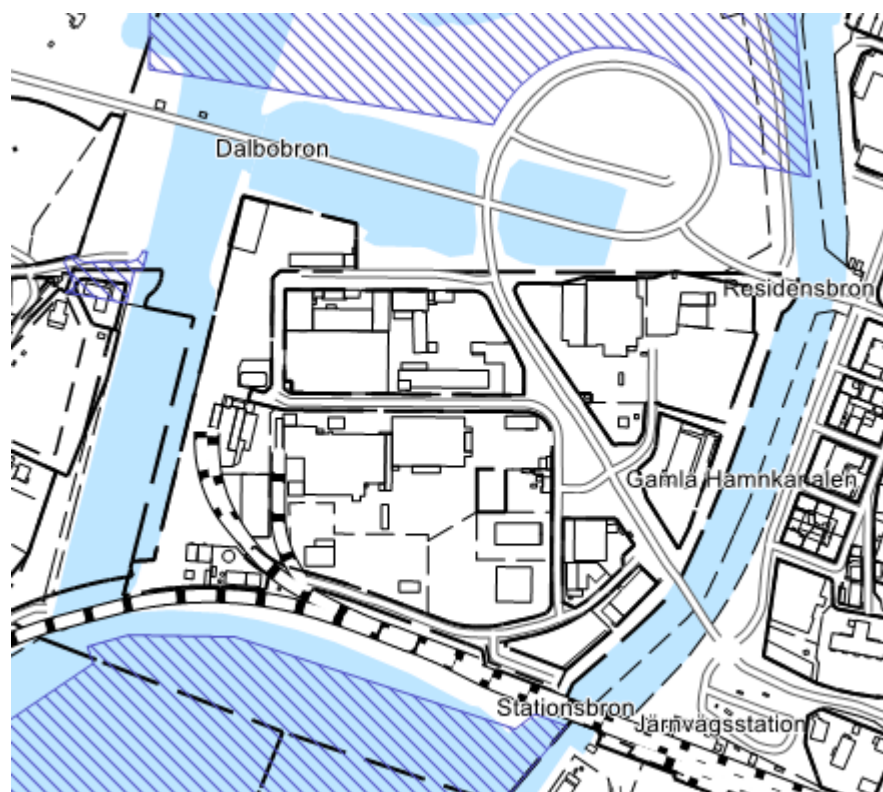 Dalbobron
Residensbron
Gamla Hamnkanalen
Stationsbron
Järnvägsstation